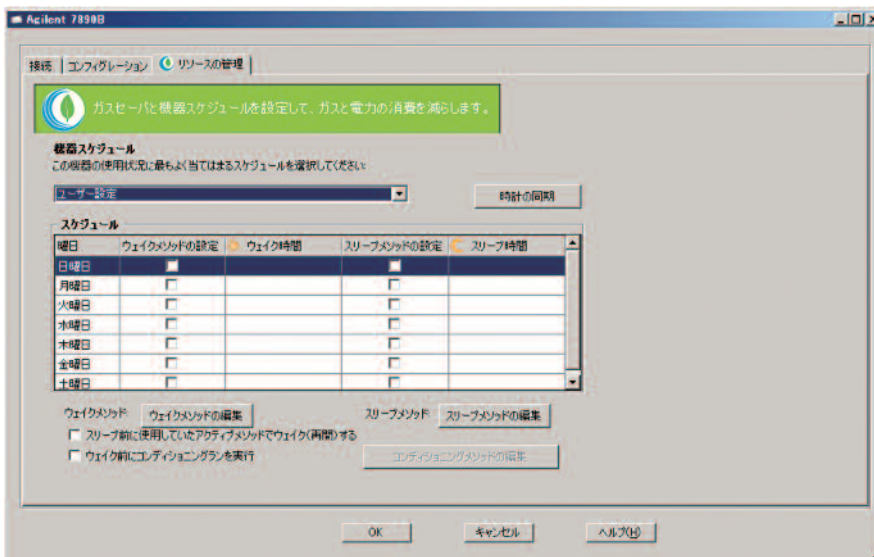 Agilent 7890B
接続 コンフィグレーション リソースの管理
ガスセーバと機器スケジュールを設定して、ガスと電力の消費を減らします。
機器スケジュール
この機器の使用状況に最もよく当てはまるスケジュールを選択してください:
ユーザー設定 時計の同期
スケジュール
曜日 ウェイクメソッドの設定 ウェイク時間 スリープメソッドの設定 スリープ時間
日曜日
月曜日
火曜日
水曜日
木曜日
金曜日
土曜日
ウェイクメソッド: ウェイクメソッドの編集 スリープメソッド: スリープメソッドの編集
スリープ前に使用していたアクティブメソッドでウェイク(再開)する
ウェイク前にコンディショニングランを実行 コンディショニングメソッドの編集
OK キャンセル ヘルプ(H)